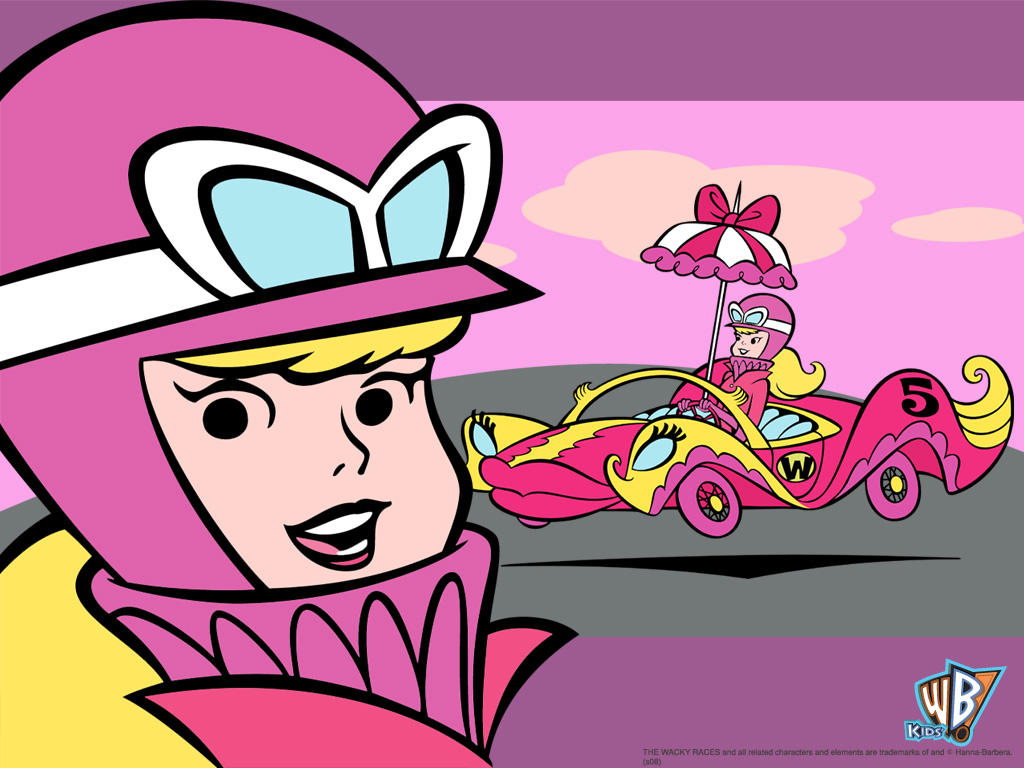 5
W
WB
KIDS
THE WACKY RACES and all related characters and elements are trademarks of and © Hanna-Barbera.
(s08)